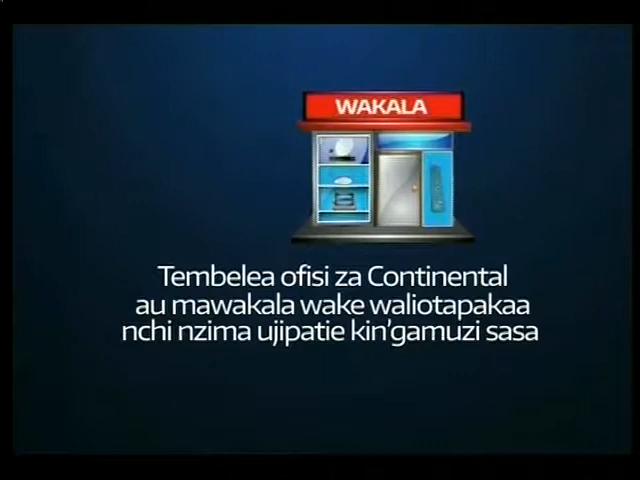 WAKALA
Tembelea ofisi za Continental
au mawakala wake waliotapakaa
nchi nzima ujipatie kin'gamuzi sasa